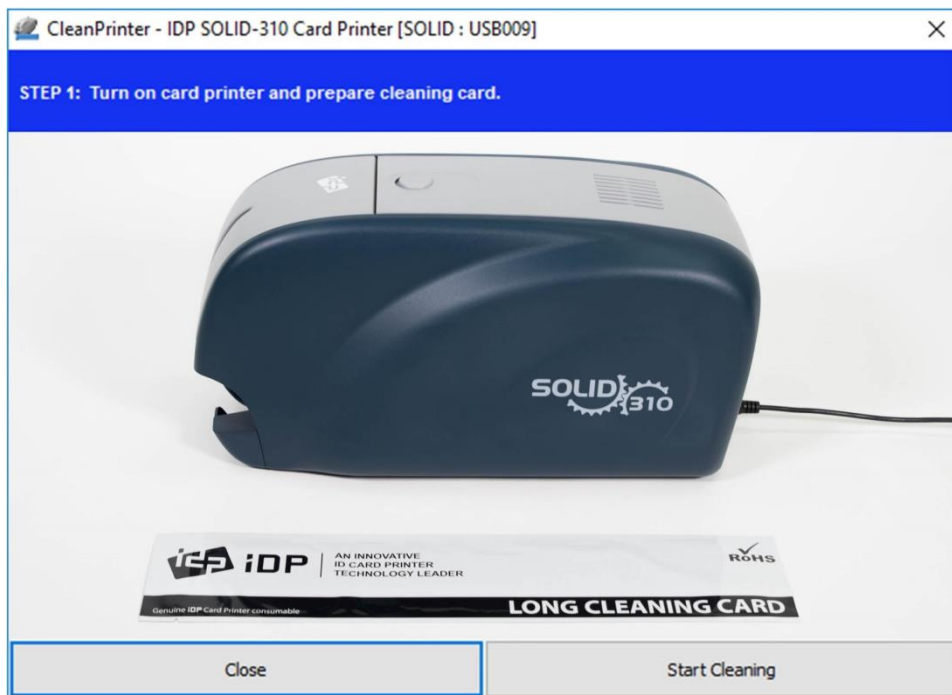 CleanPrinter - IDP SOLID-310 Card Printer [SOLID : USB009]
STEP 1: Turn on card printer and prepare cleaning card.
SOLID 310
iDP
AN INNOVATIVE
ID CARD PRINTER
TECHNOLOGY LEADER
RoHS
Genuine iDP Card Printer consumable
LONG CLEANING CARD
Close
Start Cleaning